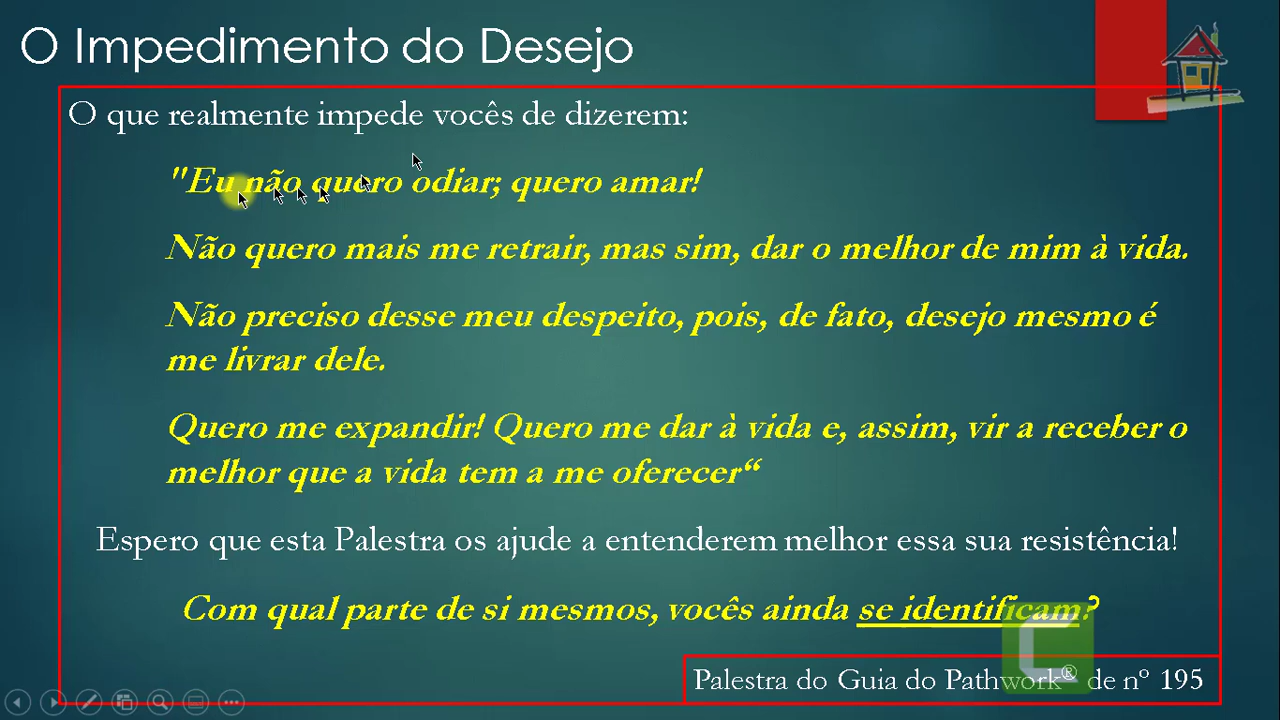 O Impedimento do Desejo
O que realmente impede vocês de dizerem:
"Eu não quero odiar; quero amar!
Não quero mais me retrair, mas sim, dar o melhor de mim à vida.
Não preciso desse meu despeito, pois, de fato, desejo mesmo é
me livrar dele.
Quero me expandir! Quero me dar à vida e, assim, vir a receber o
melhor que a vida tem a me oferecer“
Espero que esta Palestra os ajude a entenderem melhor essa sua resistência!
Com qual parte de si mesmos, vocês ainda se identificam?
Palestra do Guia do Pathwork® de nº 195